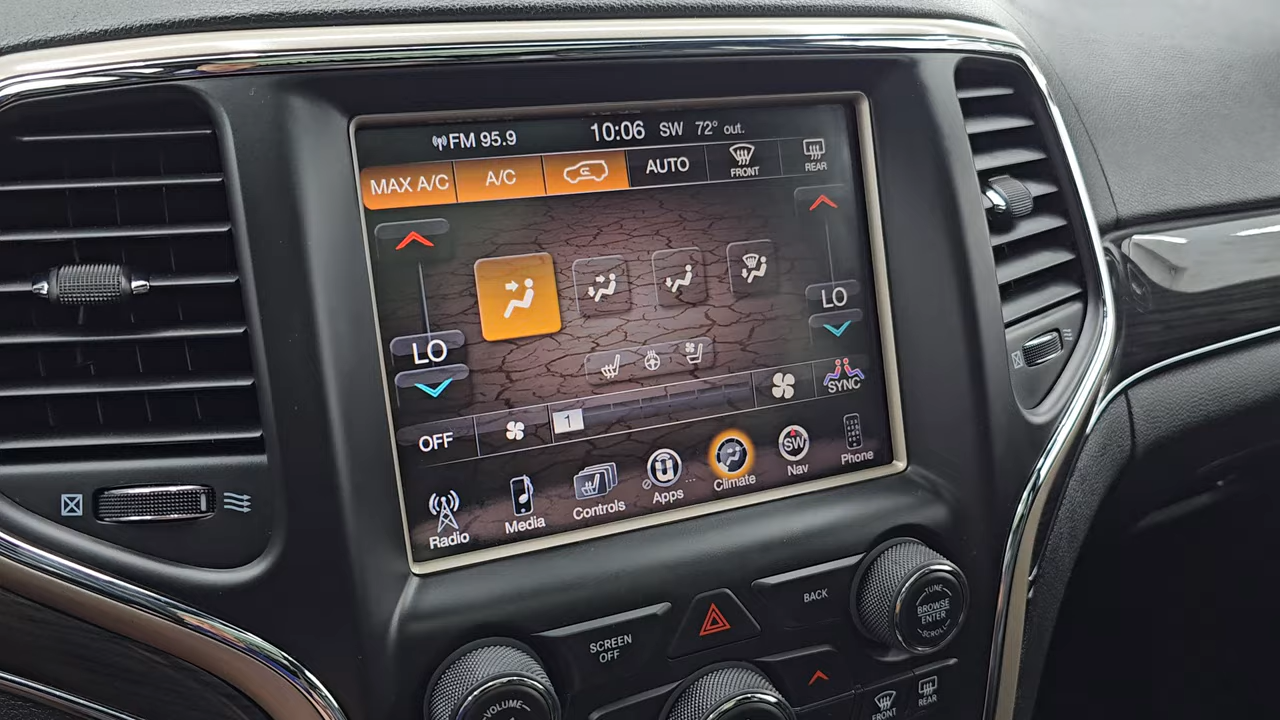 FM 95.9 10:06 SW 72° out.
MAX A/C A/C AUTO FRONT REAR
LO LO
OFF 1 SYNC
Radio Media Controls Apps Climate SW Nav Phone
SCREEN OFF
BACK
TUNE
BROWSE
ENTER
SCROLL
VOLUME
FRONT REAR